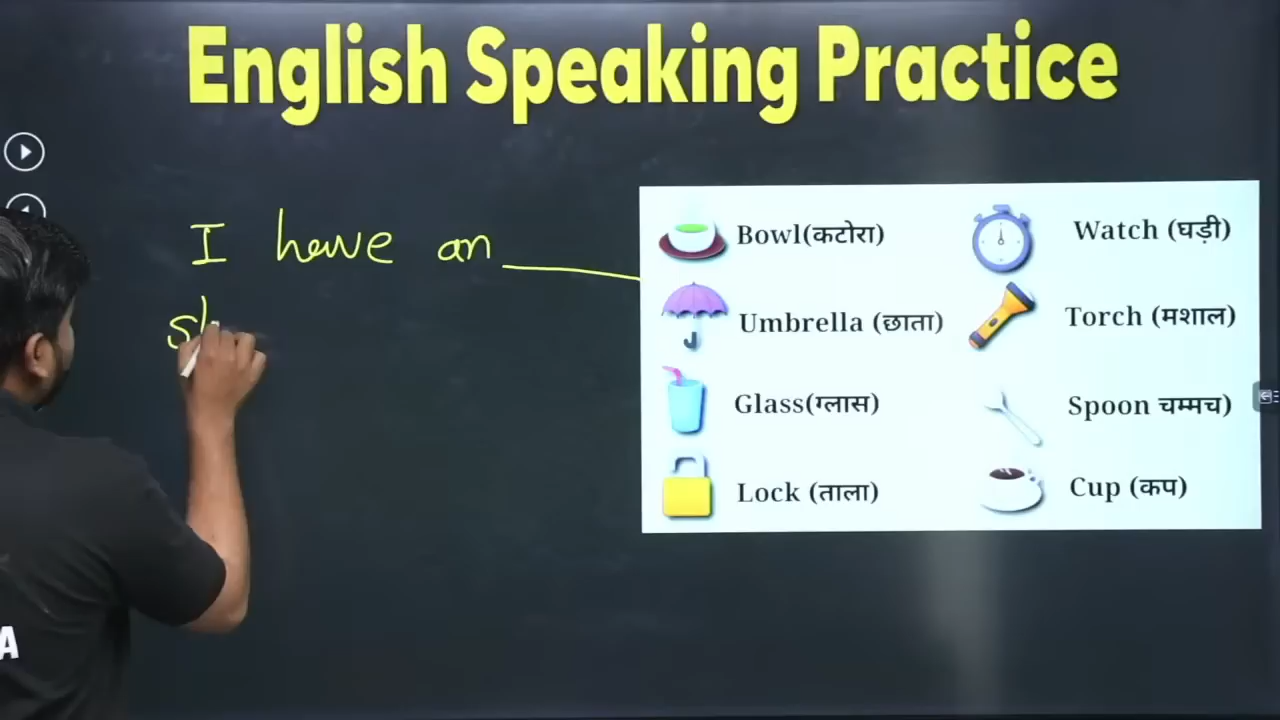 English Speaking Practice
I have an
Bowl(कटोरा)
Watch (घड़ी)
Umbrella (छाता)
Torch (मशाल)
Glass(ग्लास)
Spoon चम्मच)
Lock (ताला)
Cup (कप)
A